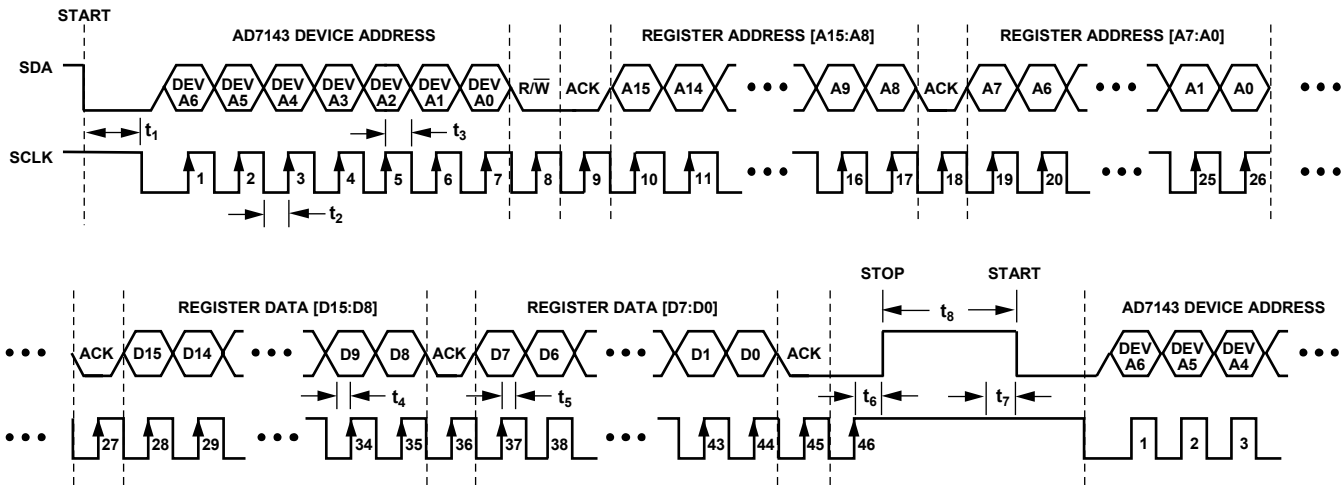 START
AD7143 DEVICE ADDRESS
REGISTER ADDRESS [A15:A8]
REGISTER ADDRESS [A7:A0]
SDA
DEV A6
DEV A5
DEV A4
DEV A3
DEV A2
DEV A1
DEV A0
R/W̅
ACK
A15
A14
A9
A8
ACK
A7
A6
A1
A0
t1
t3
SCLK
1
2
3
4
5
6
7
8
9
10
11
16
17
18
19
20
25
26
t2
STOP
START
REGISTER DATA [D15:D8]
REGISTER DATA [D7:D0]
AD7143 DEVICE ADDRESS
t8
ACK
D15
D14
D9
D8
ACK
D7
D6
D1
D0
ACK
DEV A6
DEV A5
DEV A4
t4
t5
t6
t7
27
28
29
34
35
36
37
38
43
44
45
46
1
2
3